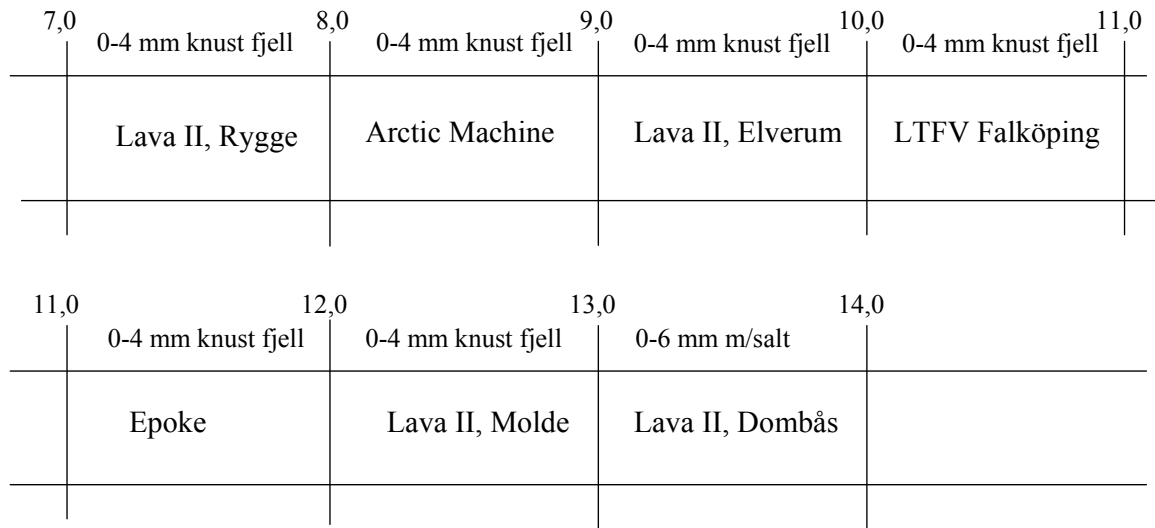 7,0 8,0 9,0 10,0 11,0
0-4 mm knust fjell 0-4 mm knust fjell 0-4 mm knust fjell 0-4 mm knust fjell
Lava II, Rygge Arctic Machine Lava II, Elverum LTFV Falköping
11,0 12,0 13,0 14,0
0-4 mm knust fjell 0-4 mm knust fjell 0-6 mm m/salt
Epoke Lava II, Molde Lava II, Dombås